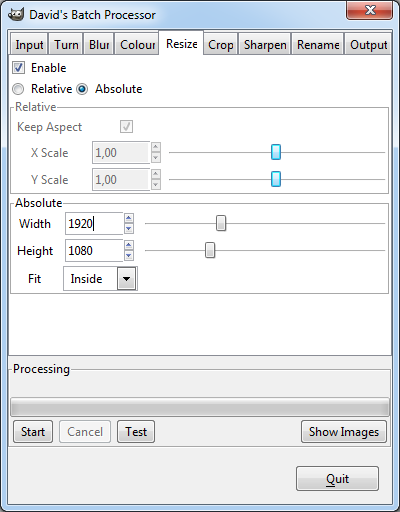 David's Batch Processor
Input Turn Blur Colour Resize Crop Sharpen Rename Output
Enable
Relative Absolute
Relative
Keep Aspect
X Scale 1,00
Y Scale 1,00
Absolute
Width 1920
Height 1080
Fit Inside
Processing
Start Cancel Test Show Images
Quit